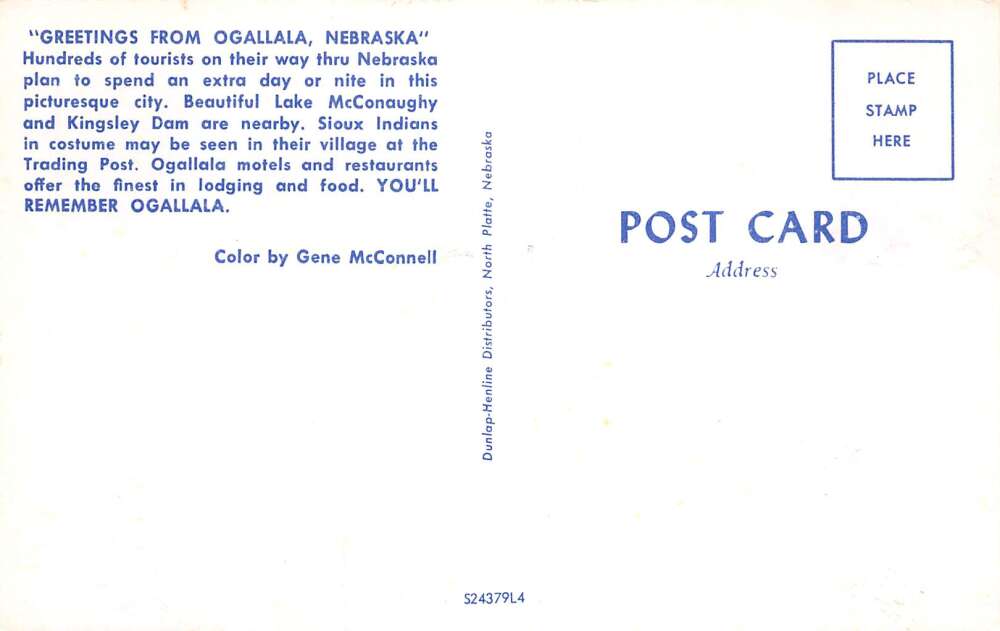 "GREETINGS FROM OGALLALA, NEBRASKA"
Hundreds of tourists on their way thru Nebraska
plan to spend an extra day or nite in this
picturesque city. Beautiful Lake McConaughy
and Kingsley Dam are nearby. Sioux Indians
in costume may be seen in their village at the
Trading Post. Ogallala motels and restaurants
offer the finest in lodging and food. YOU'LL
REMEMBER OGALLALA.
Color by Gene McConnell
Dunlap-Henline Distributors, North Platte, Nebraska
PLACE
STAMP
HERE
POST CARD
Address
S24379L4